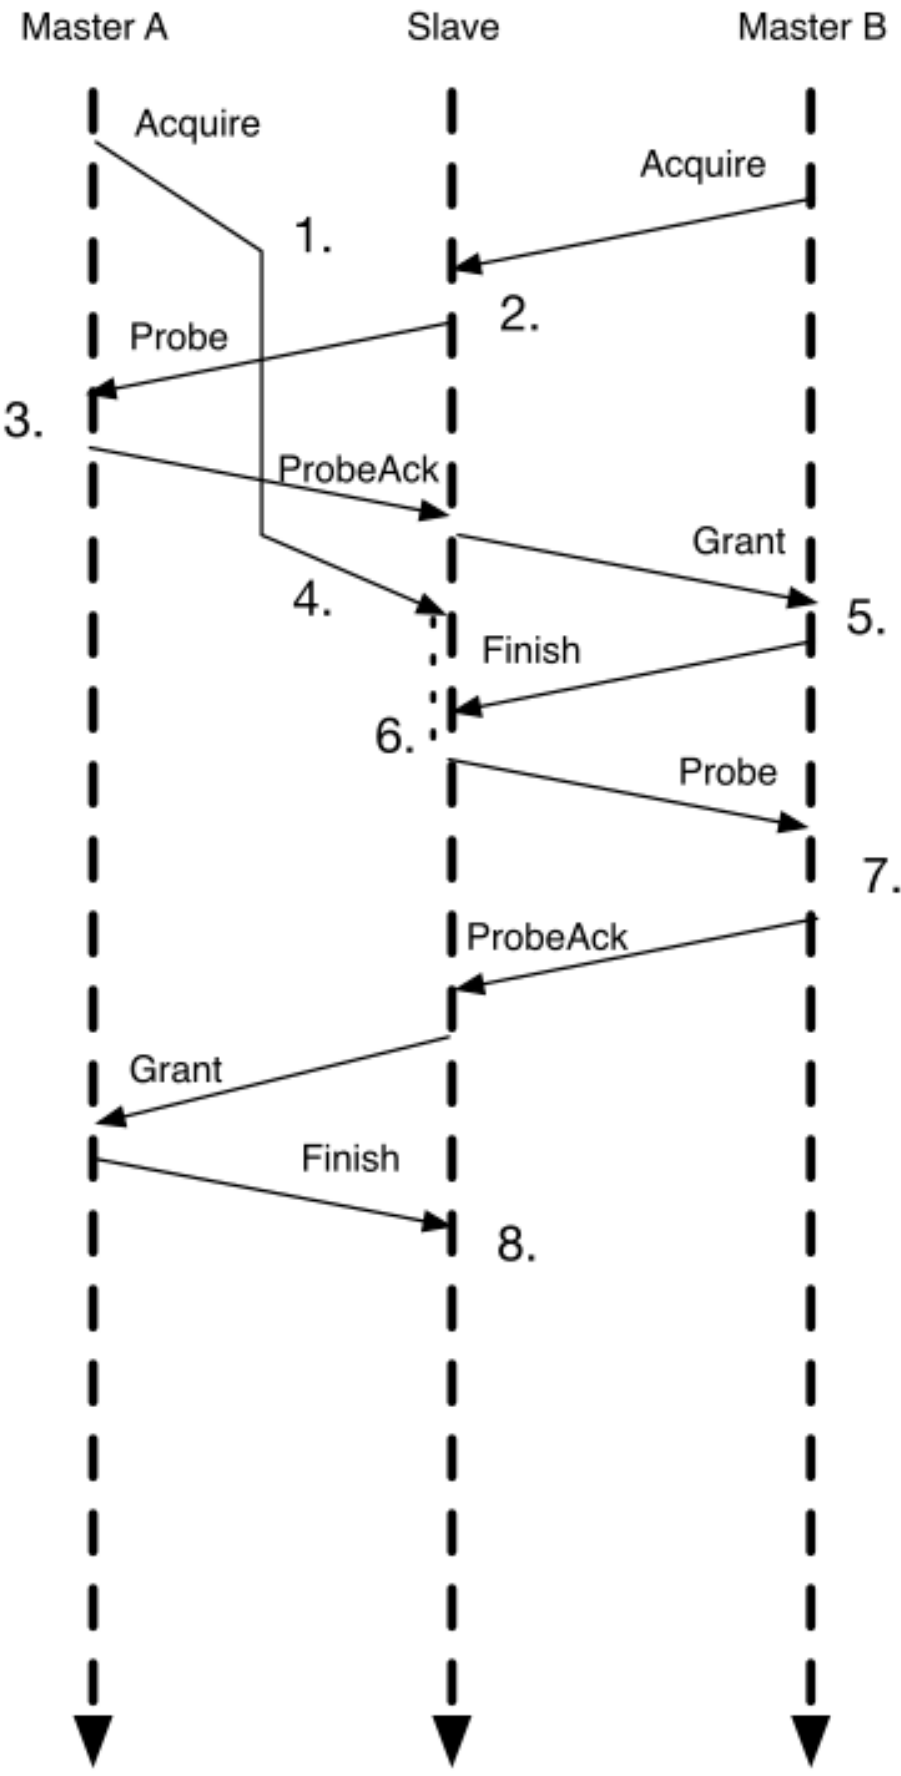 Master A Slave Master B
Acquire
Acquire
1.
2.
Probe
3.
ProbeAck
Grant
4.
5.
Finish
6.
Probe
7.
ProbeAck
Grant
Finish
8.